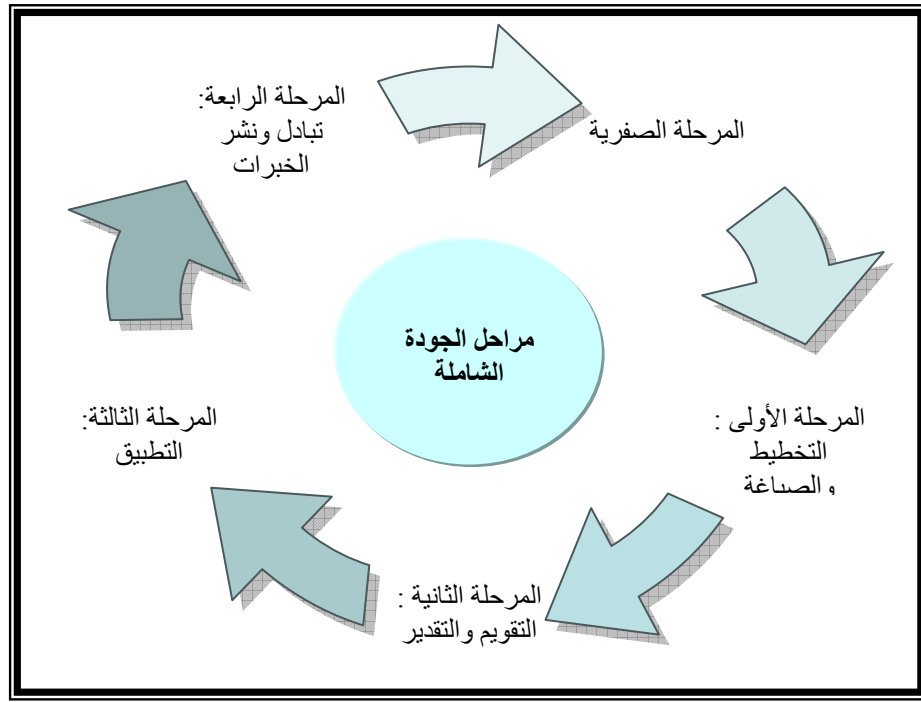 مراحل الجودة
الشاملة
المرحلة الصفرية
المرحلة الأولى :
التخطيط
والصياغة
المرحلة الثانية :
التقويم والتقدير
المرحلة الثالثة:
التطبيق
المرحلة الرابعة:
تبادل ونشر
الخبرات